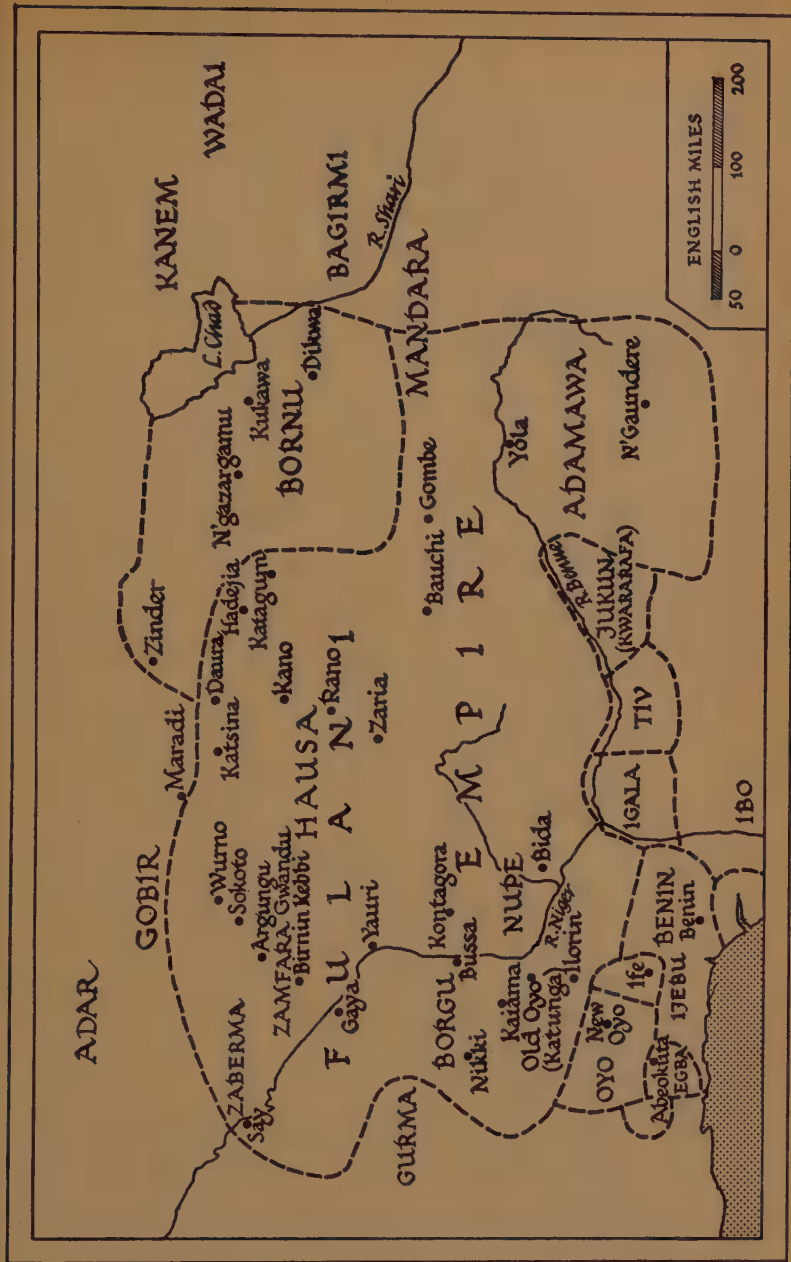 ADAR
GOBIR
KANEM
WADAI
Maradi
Zinder
L. Chad
ZABERMA
Say
Wurno
Sokoto
Katsina
Daura
Hadejia
N'gazargamu
Kukawa
Argungu
ZAMFARA Gwandu
Birnin Kebbi
HAUSA
Kano
Katagum
BORNU
Dikwa
BAGIRMI
R. Shari
FULANI
Gaya
Yauri
Rano
Zaria
GURMA
MANDARA
BORGU
Nikki
Bussa
Kontagora
Bauchi
Gombe
EMPIRE
Kaiama
Old Oyo
(Katunga)
NUPE
Bida
R. Niger
Ilorin
Yola
ADAMAWA
N'Gaundere
R. Benue
JUKUN
(KWARARAFA)
TIV
IGALA
IBO
OYO
New
Oyo
Ife
BENIN
Benin
IJEBU
Abeokuta
EGBA
ENGLISH MILES
50 0 100 200